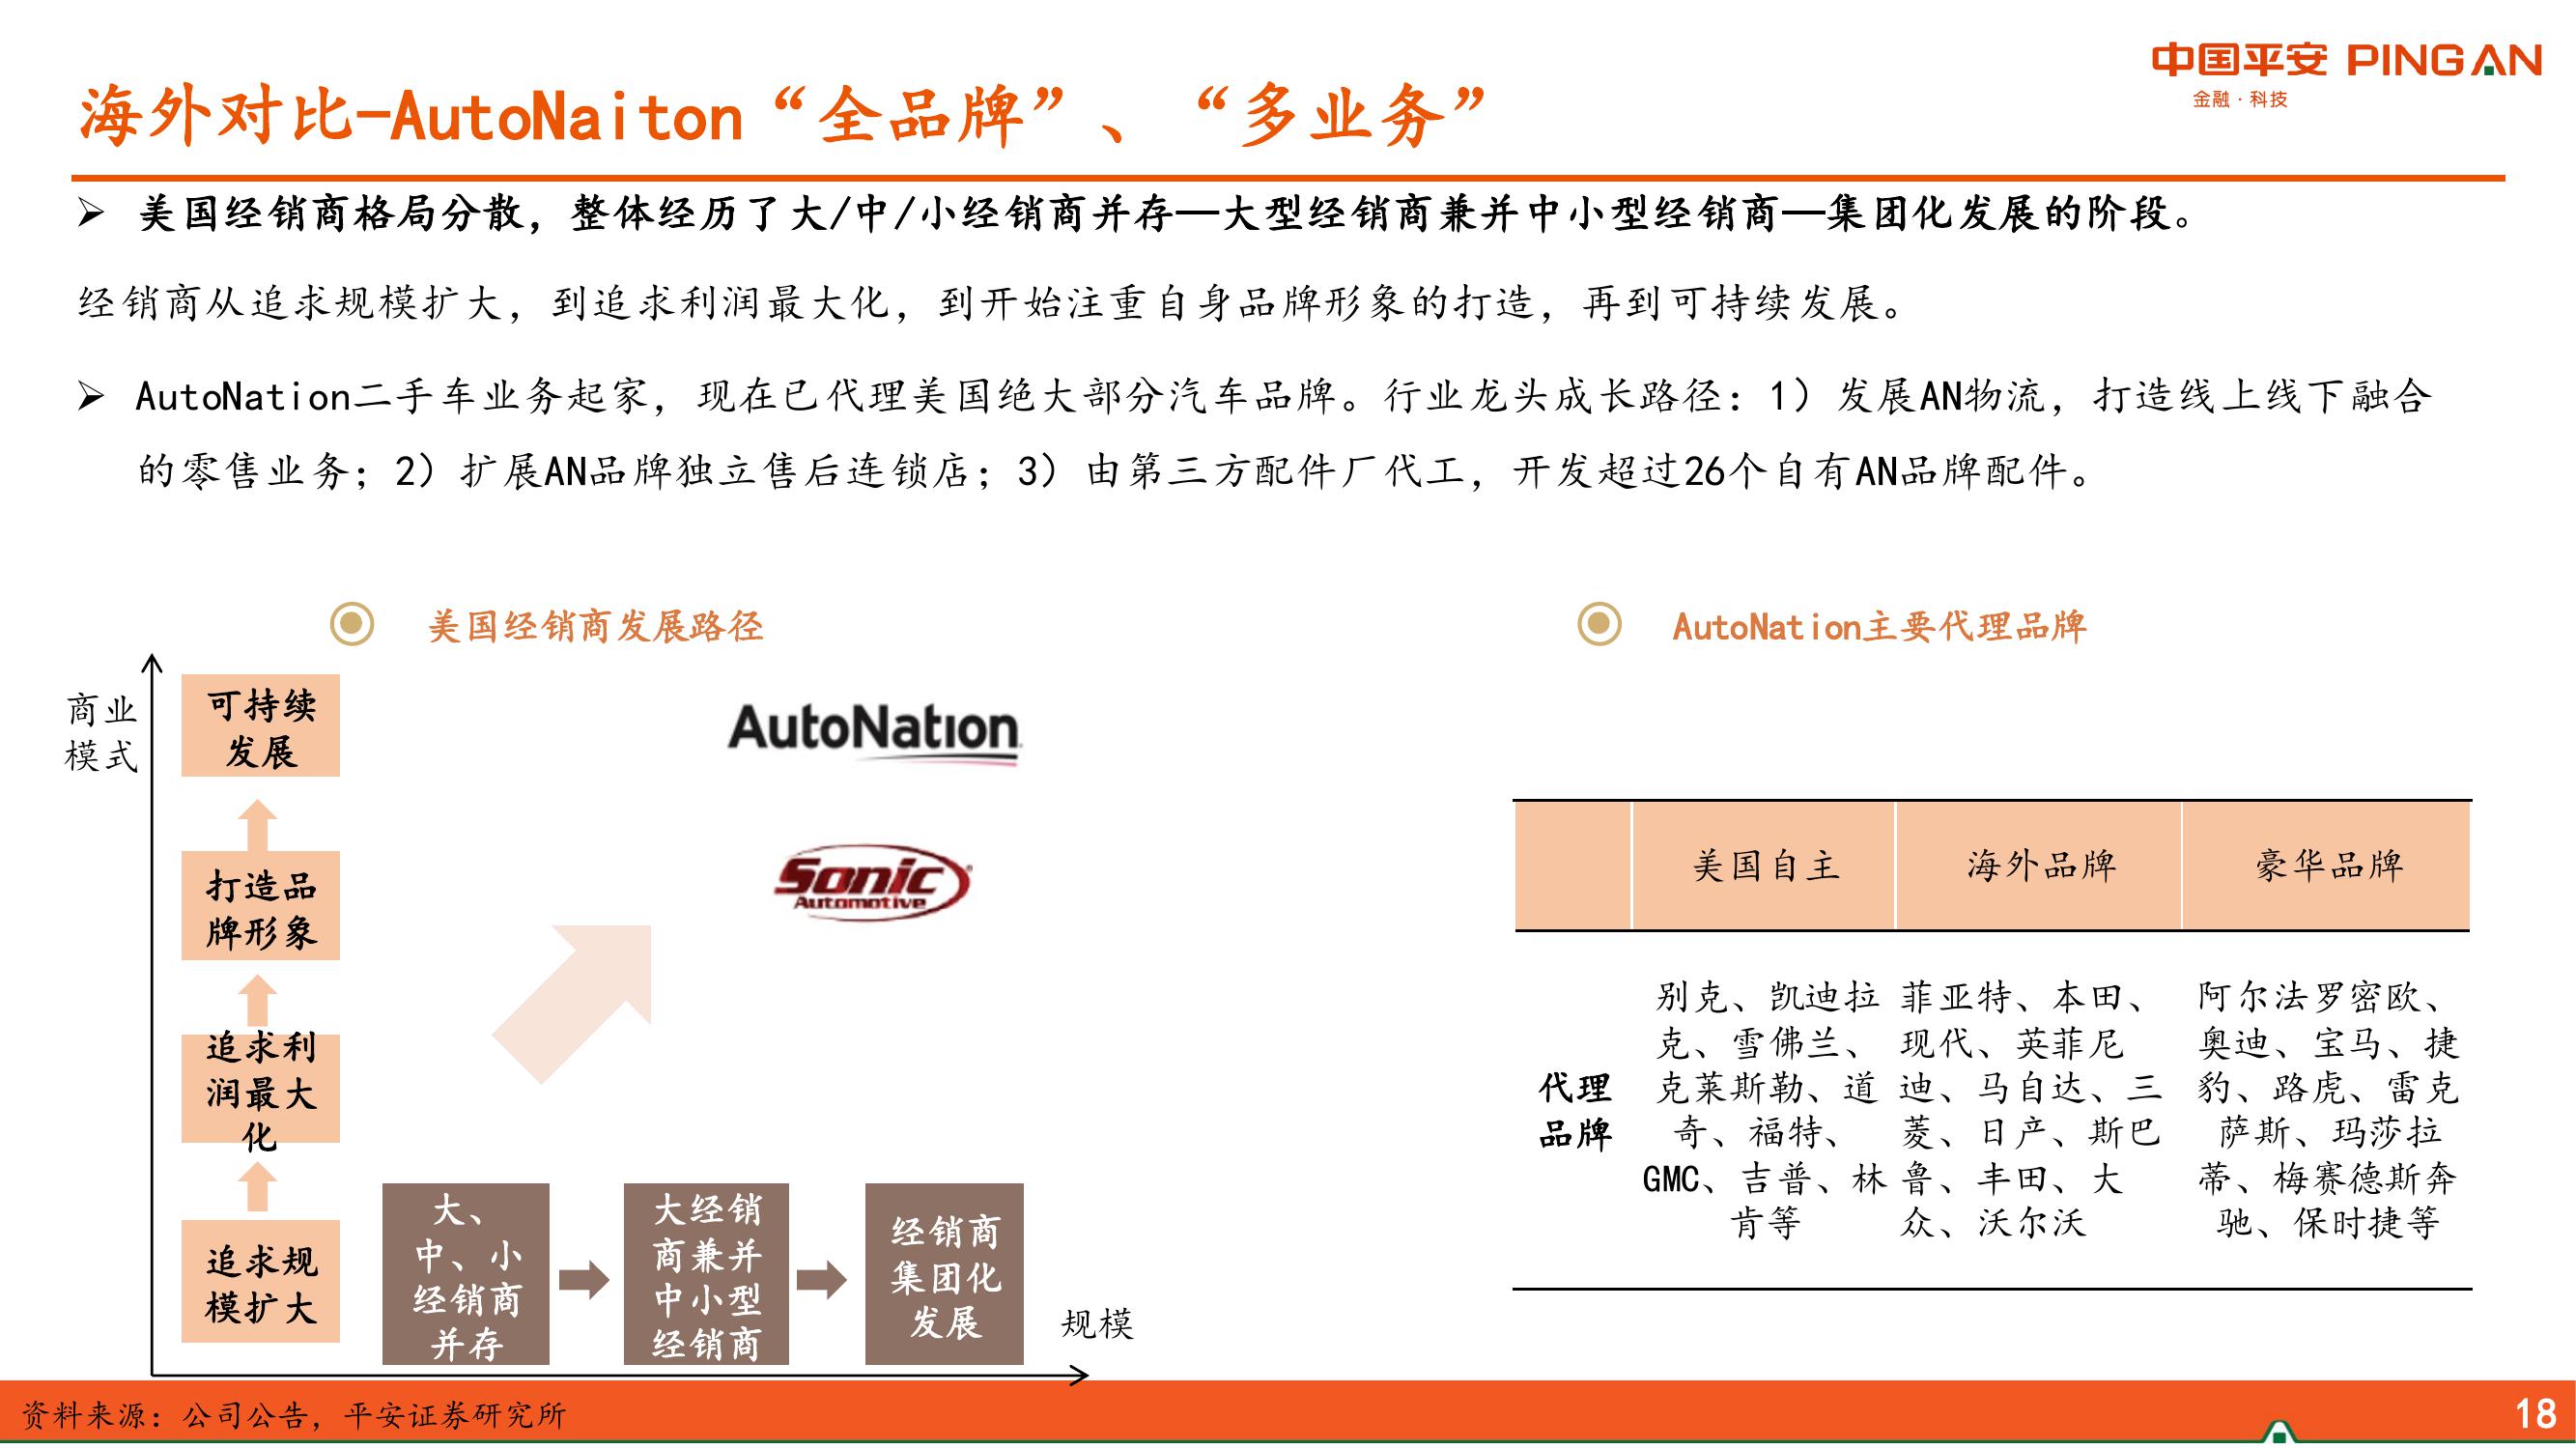 中国平安 PING AN
金融·科技
海外对比-AutoNaiton“全品牌”、“多业务”
➢ 美国经销商格局分散，整体经历了大/中/小经销商并存—大型经销商兼并中小型经销商—集团化发展的阶段。
经销商从追求规模扩大，到追求利润最大化，到开始注重自身品牌形象的打造，再到可持续发展。
➢ AutoNation二手车业务起家，现在已代理美国绝大部分汽车品牌。行业龙头成长路径：1）发展AN物流，打造线上线下融合
的零售业务；2）扩展AN品牌独立售后连锁店；3）由第三方配件厂代工，开发超过26个自有AN品牌配件。
美国经销商发展路径
商业
模式
可持续
发展
打造品
牌形象
追求利
润最大
化
追求规
模扩大
AutoNation
Sonic
Automotive
大、
中、小
经销商
并存
大经销
商兼并
中小型
经销商
经销商
集团化
发展
规模
AutoNation主要代理品牌
美国自主 海外品牌 豪华品牌
代理
品牌
别克、凯迪拉
克、雪佛兰、
克莱斯勒、道
奇、福特、
GMC、吉普、林
肯等
菲亚特、本田、
现代、英菲尼
迪、马自达、三
菱、日产、斯巴
鲁、丰田、大
众、沃尔沃
阿尔法罗密欧、
奥迪、宝马、捷
豹、路虎、雷克
萨斯、玛莎拉
蒂、梅赛德斯奔
驰、保时捷等
资料来源：公司公告，平安证券研究所
18